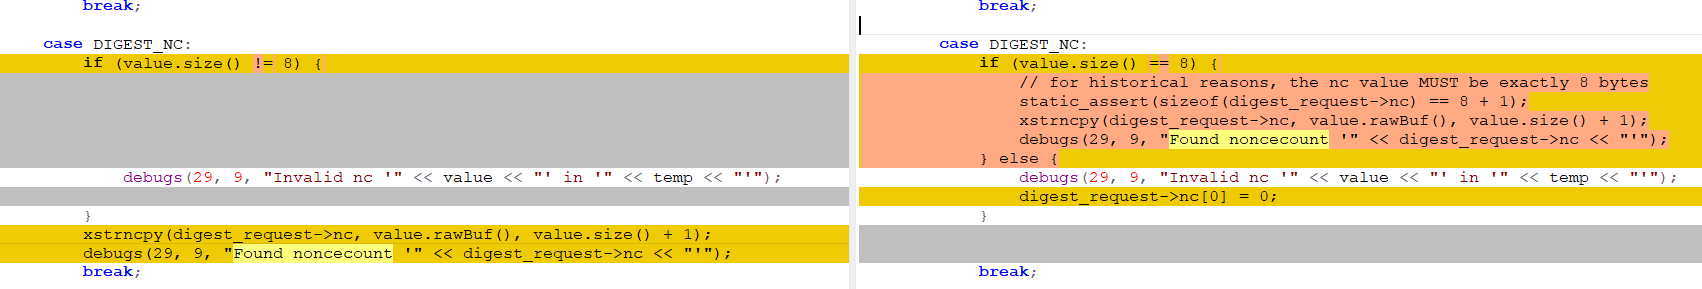 break;
case DIGEST_NC:
if (value.size() != 8) {
debugs(29, 9, "Invalid nc '" << value << "' in '" << temp << "'");
}
xstrncpy(digest_request->nc, value.rawBuf(), value.size() + 1);
debugs(29, 9, "Found noncecount '" << digest_request->nc << "'");
break;
break;
case DIGEST_NC:
if (value.size() == 8) {
// for historical reasons, the nc value MUST be exactly 8 bytes
static_assert(sizeof(digest_request->nc) == 8 + 1);
xstrncpy(digest_request->nc, value.rawBuf(), value.size() + 1);
debugs(29, 9, "Found noncecount '" << digest_request->nc << "'");
} else {
debugs(29, 9, "Invalid nc '" << value << "' in '" << temp << "'");
digest_request->nc[0] = 0;
}
break;